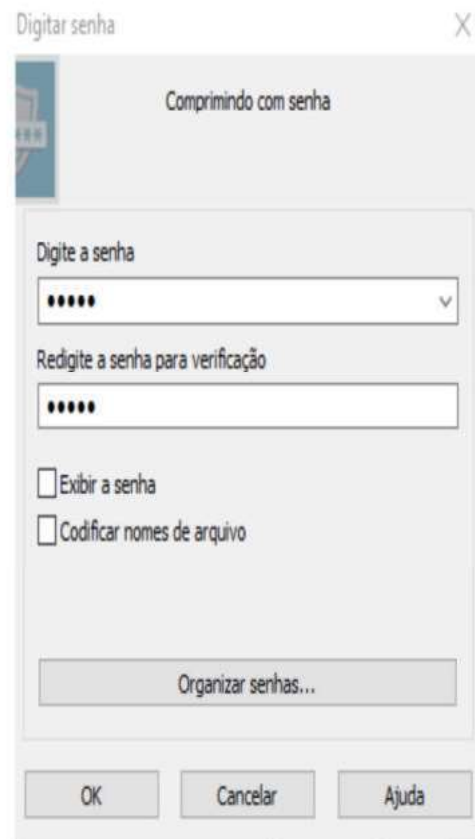 Digitar senha
Comprimindo com senha
Digite a senha
•••••
Redigite a senha para verificação
•••••
Exibir a senha
Codificar nomes de arquivo
Organizar senhas...
OK Cancelar Ajuda